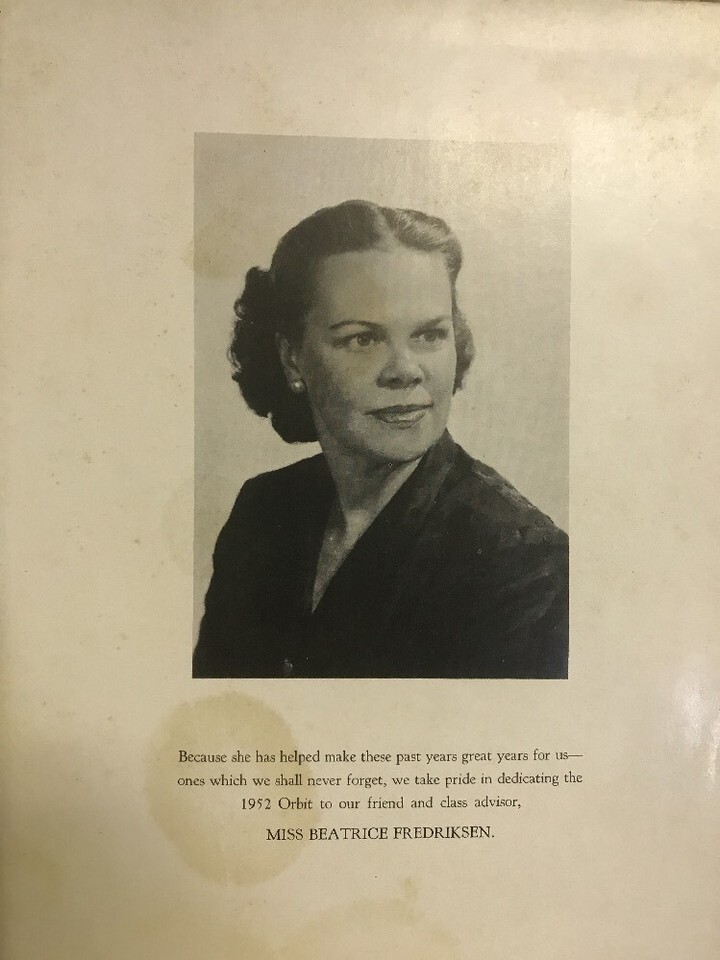 Because she has helped make these past years great years for us—
ones which we shall never forget, we take pride in dedicating the
1952 Orbit to our friend and class advisor,
MISS BEATRICE FREDRIKSEN.